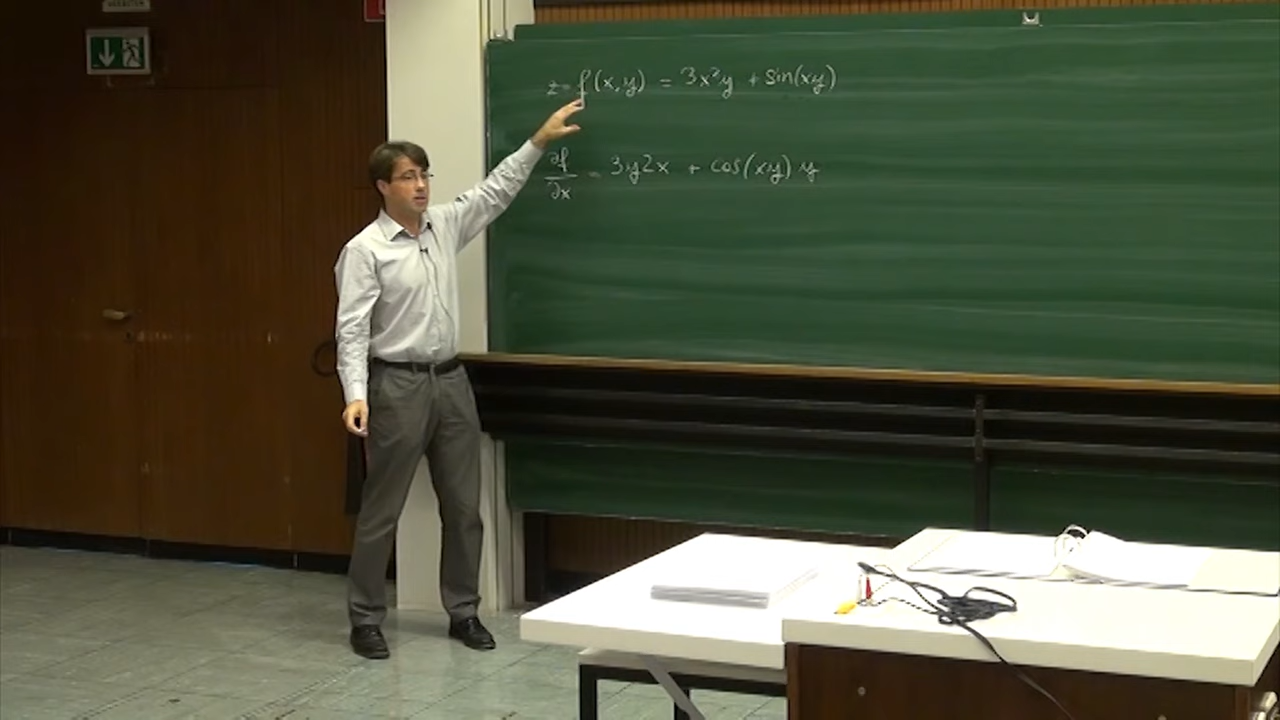 z = f(x,y) = 3x²y + sin(xy)
∂f/∂x = 3y2x + cos(xy) y